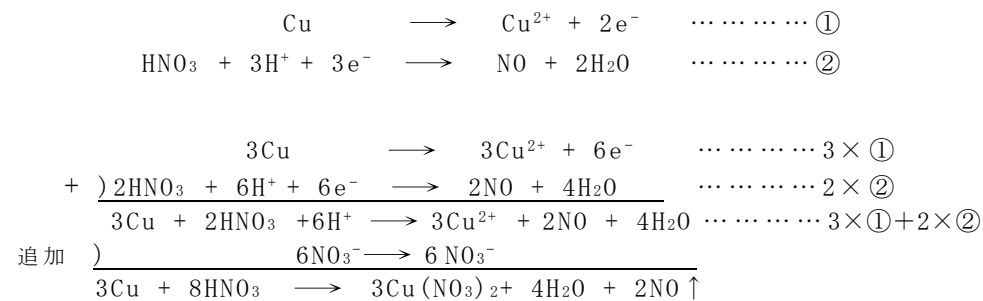 Cu ⟶ Cu²⁺ + 2e⁻ ………… ①
HNO₃ + 3H⁺ + 3e⁻ ⟶ NO + 2H₂O ………… ②
3Cu ⟶ 3Cu²⁺ + 6e⁻ ………… 3× ①
+ )2HNO₃ + 6H⁺ + 6e⁻ ⟶ 2NO + 4H₂O ………… 2× ②
3Cu + 2HNO₃ +6H⁺ ⟶ 3Cu²⁺ + 2NO + 4H₂O ………… 3×①+2×②
追加 ) 6NO₃⁻ ⟶ 6 NO₃⁻
3Cu + 8HNO₃ ⟶ 3Cu(NO₃)₂+ 4H₂O + 2NO↑